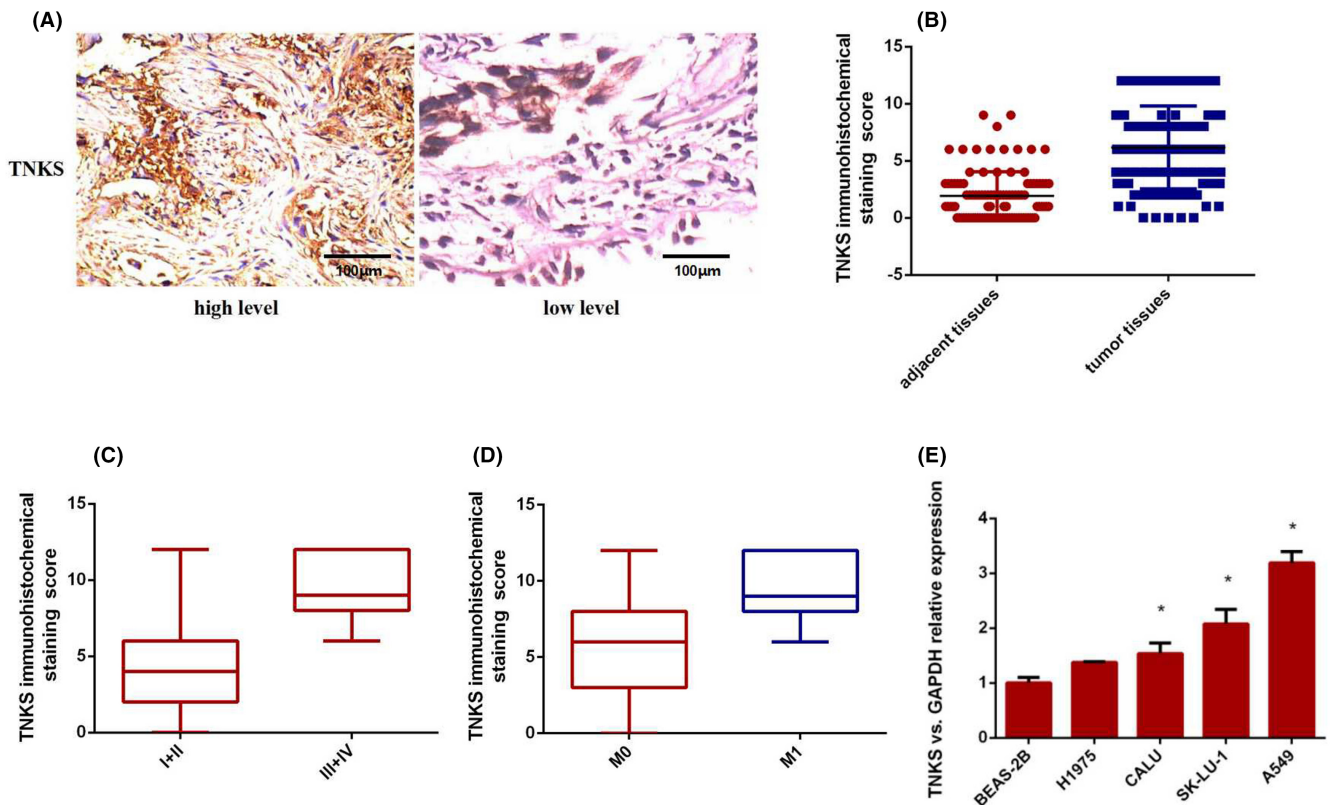 (A)
TNKS
100μm
100μm
high level
low level
(B)
TNKS immunohistochemical
staining score
15
10
5
0
-5
adjacent tissues
tumor tissues
(C)
TNKS immunohistochemical
staining score
15
10
5
0
I+II
III+IV
(D)
TNKS immunohistochemical
staining score
15
10
5
0
M0
M1
(E)
TNKS vs. GAPDH relative expression
4
3
2
1
0
*
*
*
BEAS-2B
H1975
CALU
SK-LU-1
A549